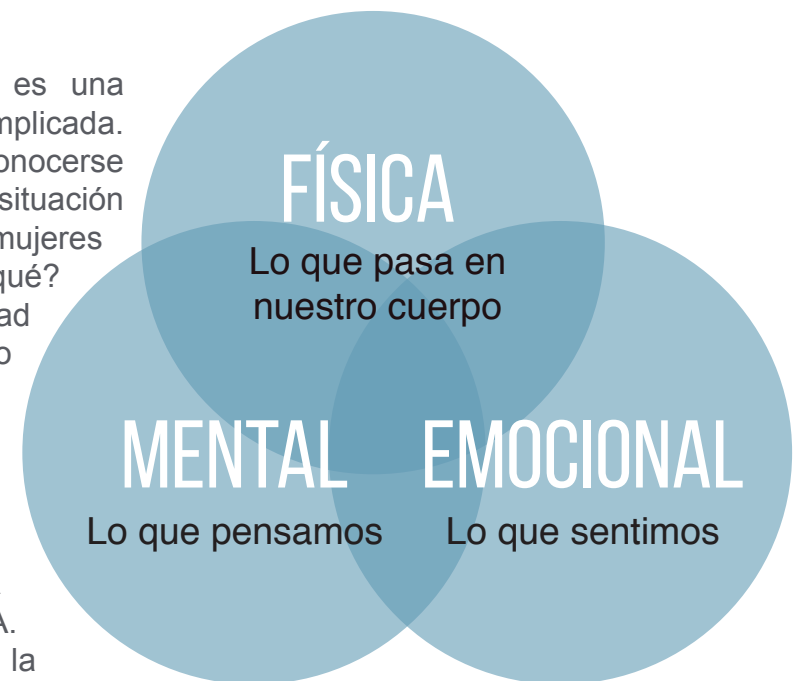 es una
mplicada.
onocerse
situación
mujeres
qué?
ad
o
A.
la
FÍSICA
Lo que pasa en
nuestro cuerpo
MENTAL
Lo que pensamos
EMOCIONAL
Lo que sentimos